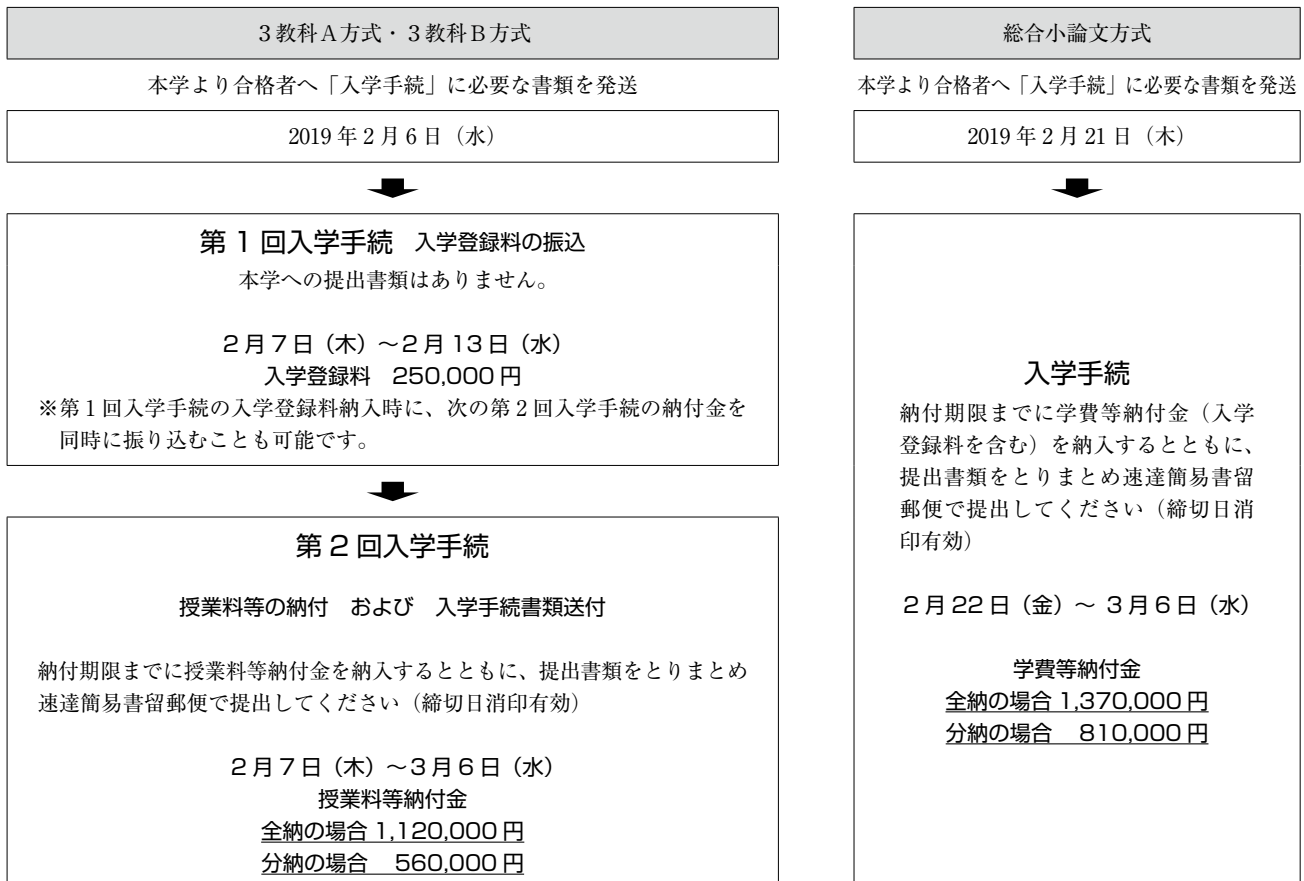 3教科A方式・3教科B方式
本学より合格者へ「入学手続」に必要な書類を発送
2019年2月6日（水）
第1回入学手続　入学登録料の振込
本学への提出書類はありません。
2月7日（木）～2月13日（水）
入学登録料　250,000円
※第1回入学手続の入学登録料納入時に、次の第2回入学手続の納付金を
同時に振り込むことも可能です。
第2回入学手続
授業料等の納付　および　入学手続書類送付
納付期限までに授業料等納付金を納入するとともに、提出書類をとりまとめ
速達簡易書留郵便で提出してください（締切日消印有効）
2月7日（木）～3月6日（水）
授業料等納付金
全納の場合 1,120,000円
分納の場合　560,000円
総合小論文方式
本学より合格者へ「入学手続」に必要な書類を発送
2019年2月21日（木）
入学手続
納付期限までに学費等納付金（入学
登録料を含む）を納入するとともに、
提出書類をとりまとめ速達簡易書留
郵便で提出してください（締切日消
印有効）
2月22日（金）～ 3月6日（水）
学費等納付金
全納の場合 1,370,000円
分納の場合　810,000円